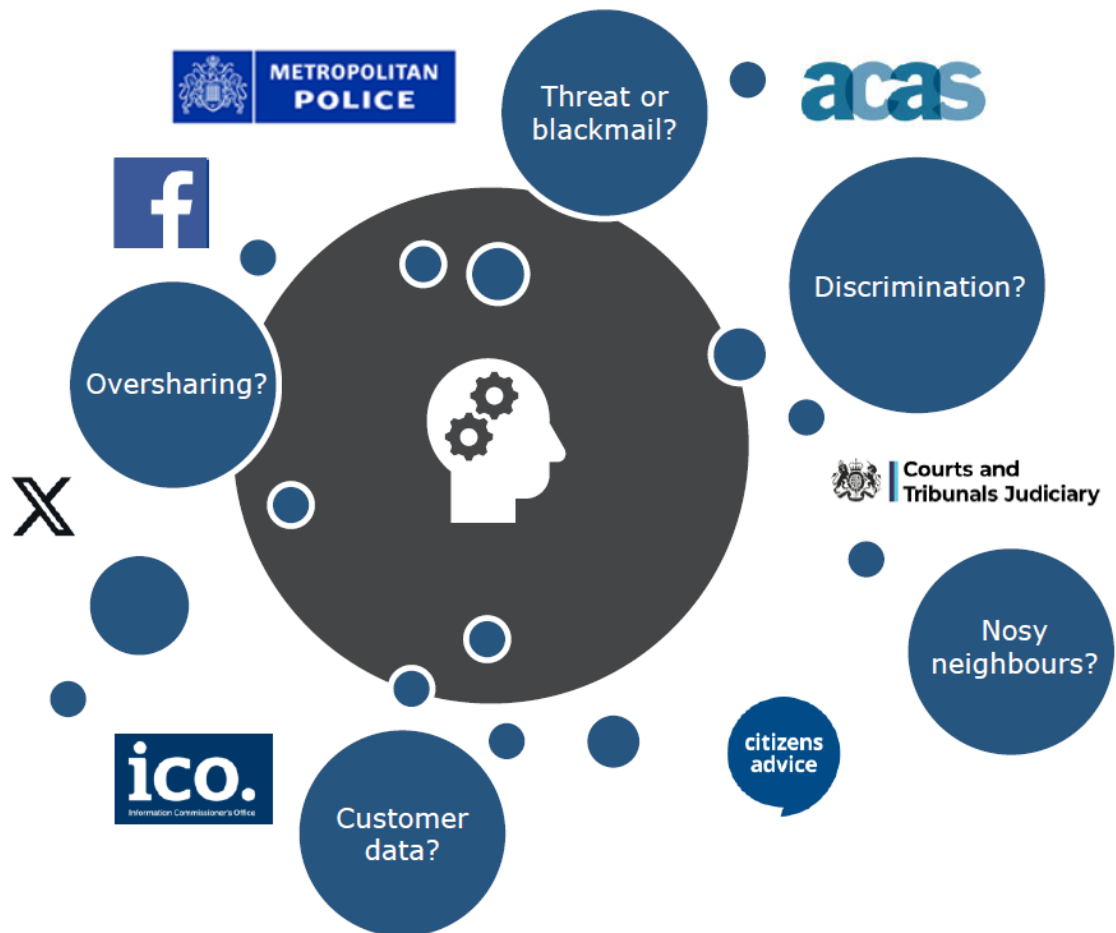 METROPOLITAN
POLICE
Threat or
blackmail?
acas
f
Discrimination?
Oversharing?
X
Courts and
Tribunals Judiciary
Nosy
neighbours?
citizens
advice
ico.
Information Commissioner's Office
Customer
data?